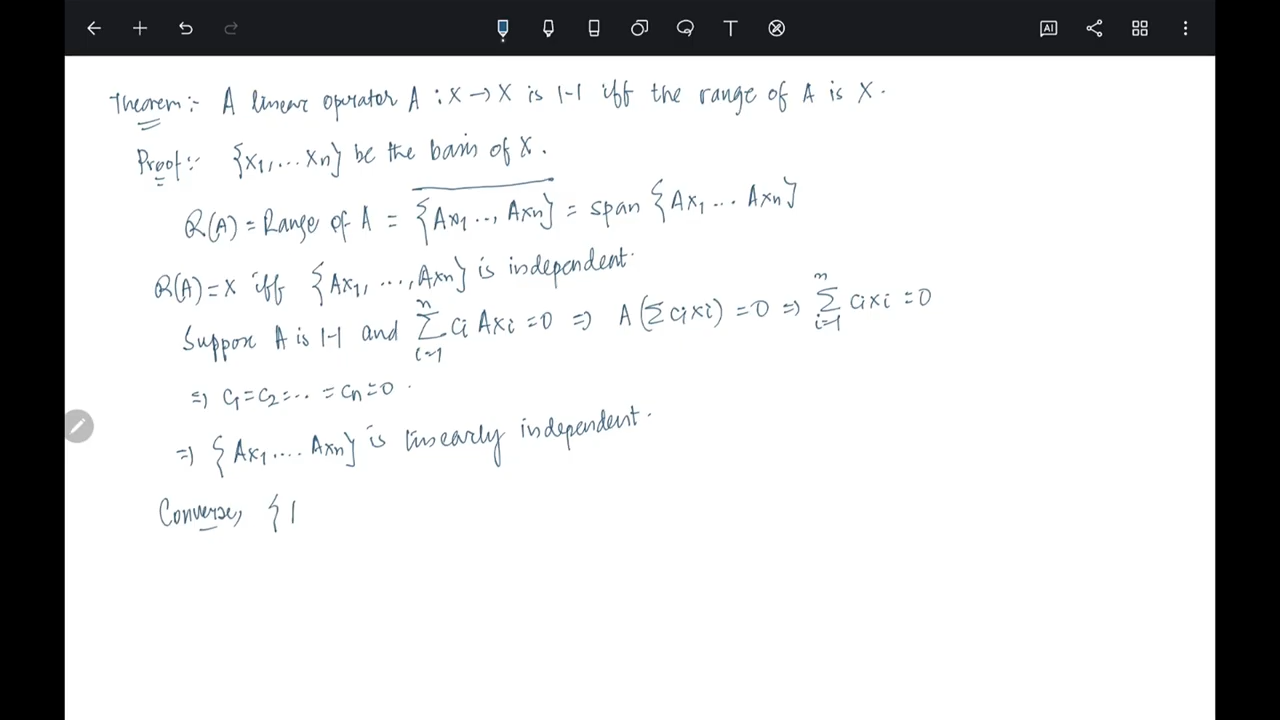 Theorem :- A linear operator A : X → X is 1-1 iff the range of A is X.
Proof :- {x1, ... xn} be the basis of X.
R(A) = Range of A = {Ax1 ..., Axn} = span {Ax1 ... Axn}
R(A) = X iff {Ax1, ..., Axn} is independent.
Suppose A is 1-1 and n∑i=1 ci Axi = 0 ⇒ A (∑ cixi) = 0 ⇒ n∑i=1 cixi = 0
⇒ c1 = c2 = ... = cn = 0.
⇒ {Ax1 .... Axn} is linearly independent.
Converse, {